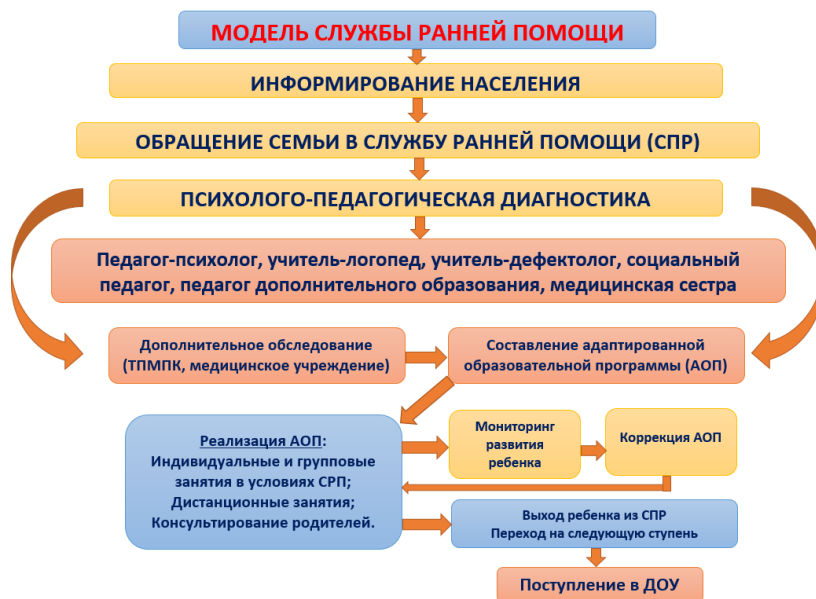 МОДЕЛЬ СЛУЖБЫ РАННЕЙ ПОМОЩИ
ИНФОРМИРОВАНИЕ НАСЕЛЕНИЯ
ОБРАЩЕНИЕ СЕМЬИ В СЛУЖБУ РАННЕЙ ПОМОЩИ (СПР)
ПСИХОЛОГО-ПЕДАГОГИЧЕСКАЯ ДИАГНОСТИКА
Педагог-психолог, учитель-логопед, учитель-дефектолог, социальный
педагог, педагог дополнительного образования, медицинская сестра
Дополнительное обследование
(ТПМПК, медицинское учреждение)
Составление адаптированной
образовательной программы (АОП)
Реализация АОП:
Индивидуальные и групповые
занятия в условиях СРП;
Дистанционные занятия;
Консультирование родителей.
Мониторинг
развития
ребенка
Коррекция АОП
Выход ребенка из СПР
Переход на следующую ступень
Поступление в ДОУ